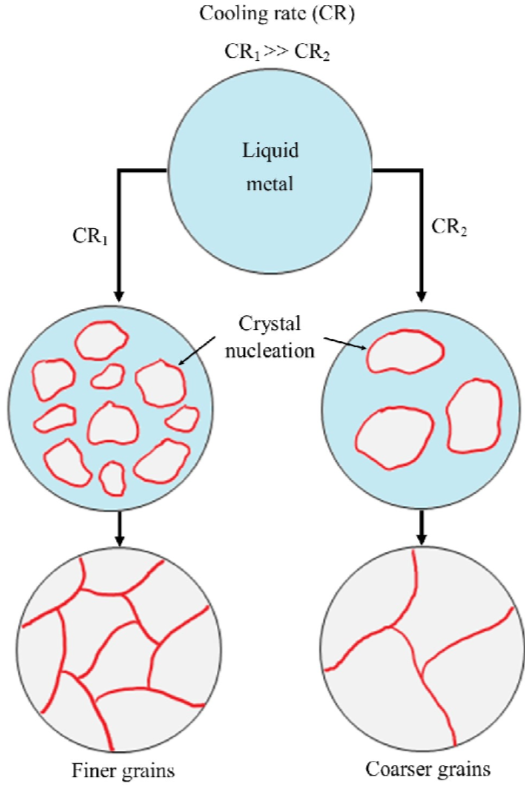 Cooling rate (CR)
CR₁ >> CR₂
Liquid
metal
CR₁
CR₂
Crystal
nucleation
Finer grains
Coarser grains